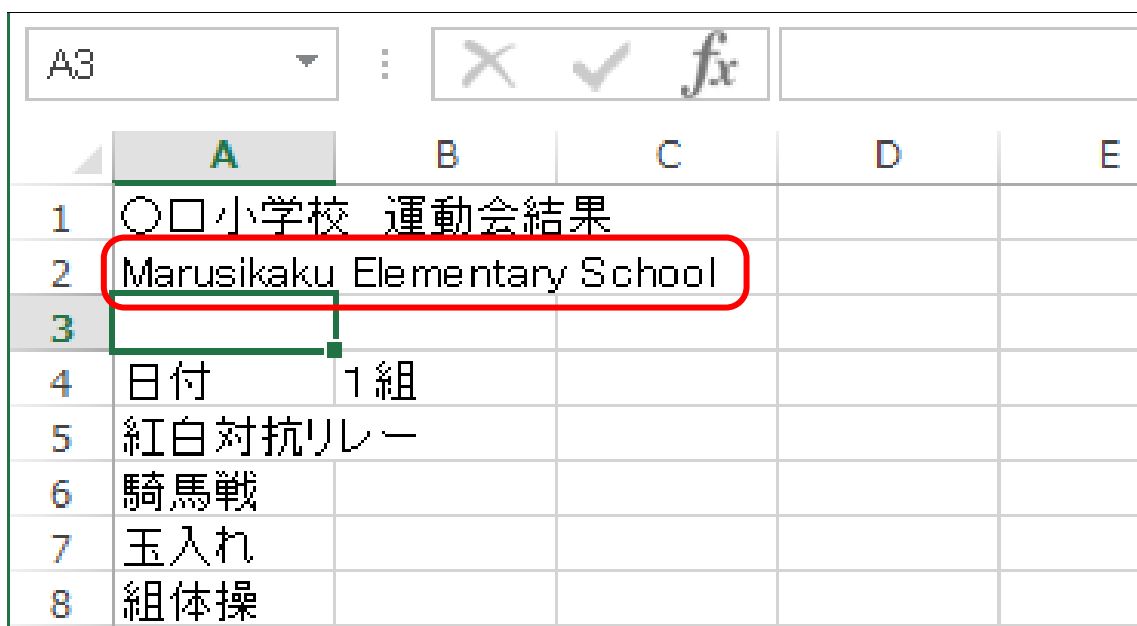 A3 fx
A B C D E
1 ○□小学校　運動会結果
2 Marusikaku Elementary School
3
4 日付 1組
5 紅白対抗リレー
6 騎馬戦
7 玉入れ
8 組体操